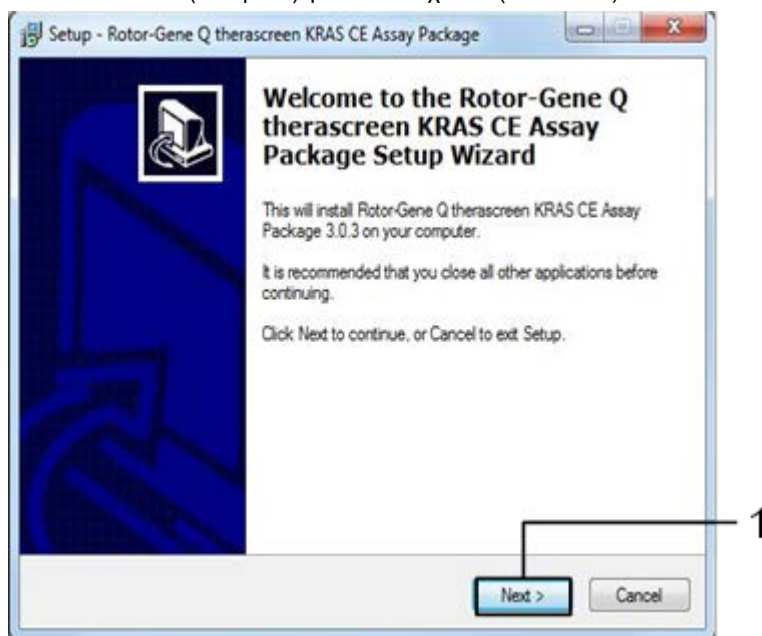 Setup - Rotor-Gene Q therascreen KRAS CE Assay Package
Welcome to the Rotor-Gene Q
therascreen KRAS CE Assay
Package Setup Wizard
This will install Rotor-Gene Q therascreen KRAS CE Assay
Package 3.0.3 on your computer.
It is recommended that you close all other applications before
continuing.
Click Next to continue, or Cancel to exit Setup.
1
Next >
Cancel